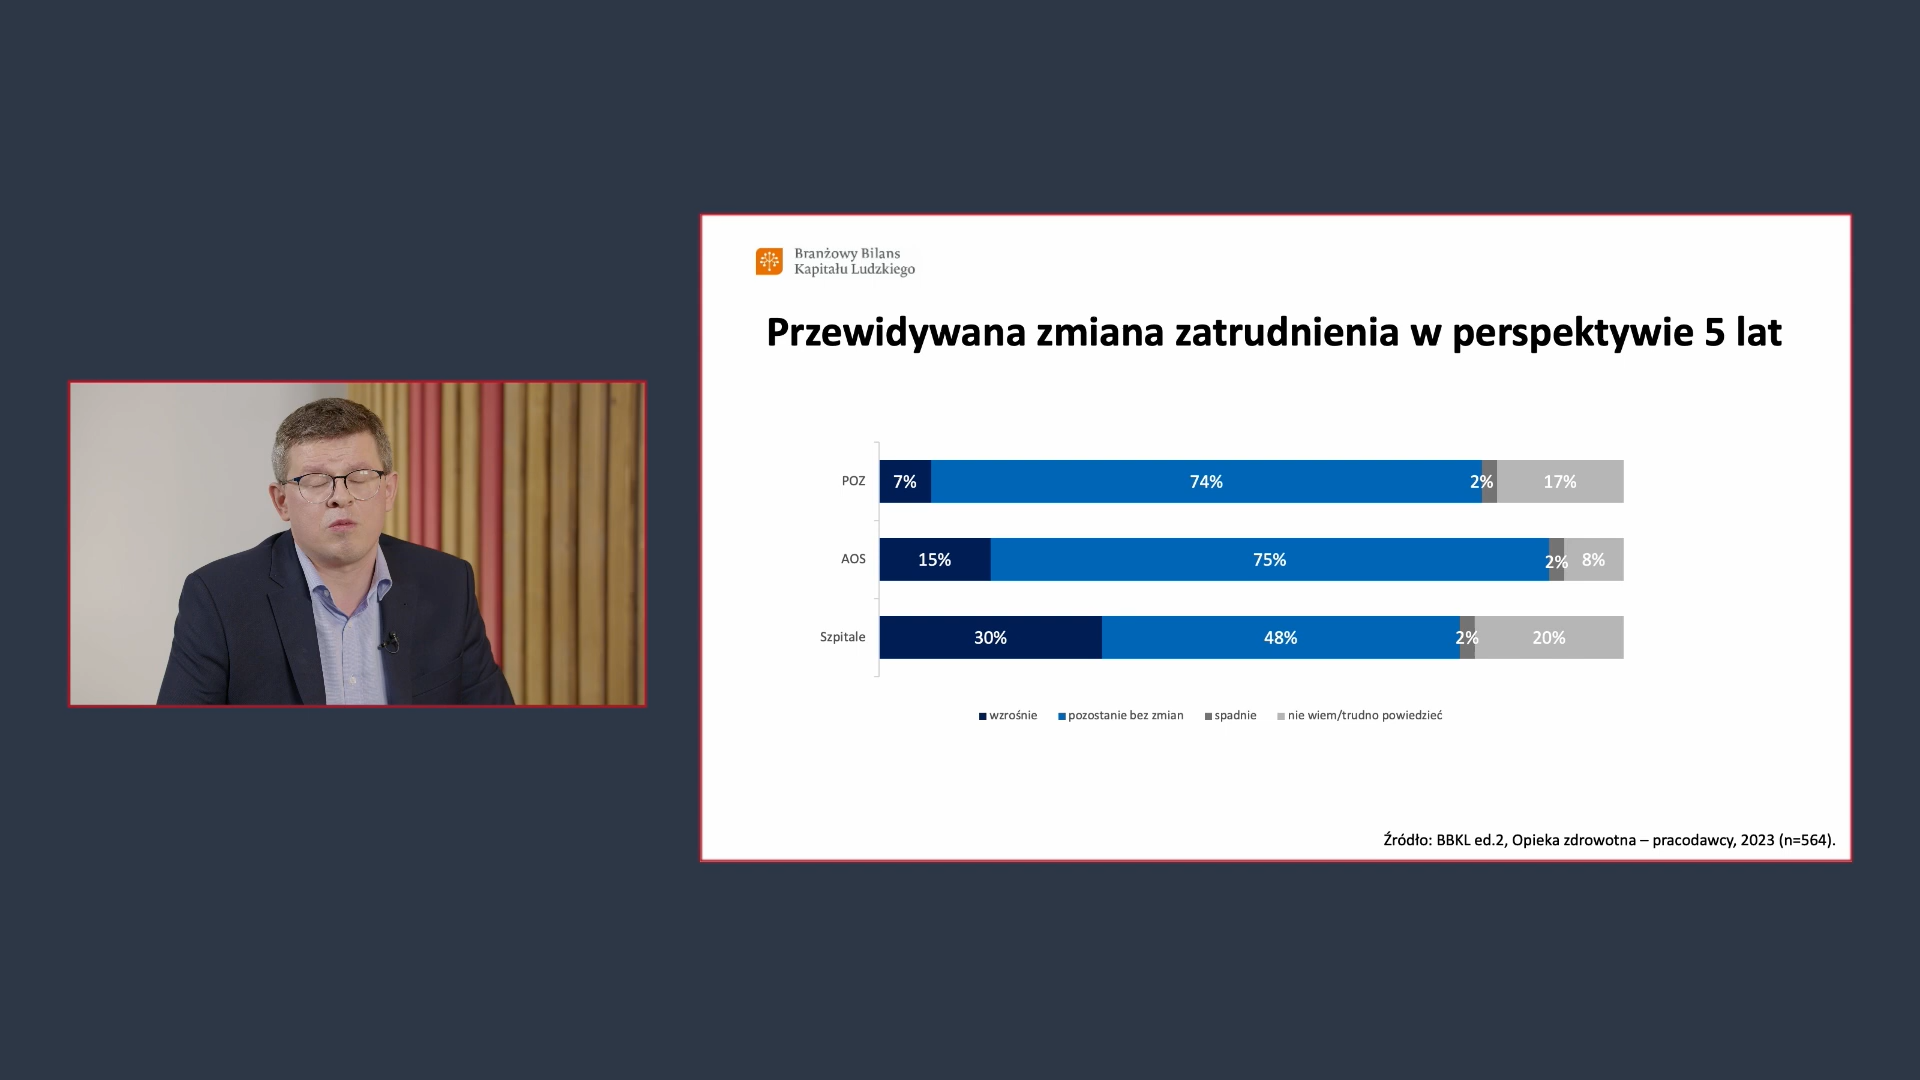 Branżowy Bilans
Kapitału Ludzkiego
Przewidywana zmiana zatrudnienia w perspektywie 5 lat
POZ 7% 74% 2% 17%
AOS 15% 75% 2% 8%
Szpitale 30% 48% 2% 20%
wzrośnie pozostanie bez zmian spadnie nie wiem/trudno powiedzieć
Źródło: BBKL ed.2, Opieka zdrowotna – pracodawcy, 2023 (n=564).